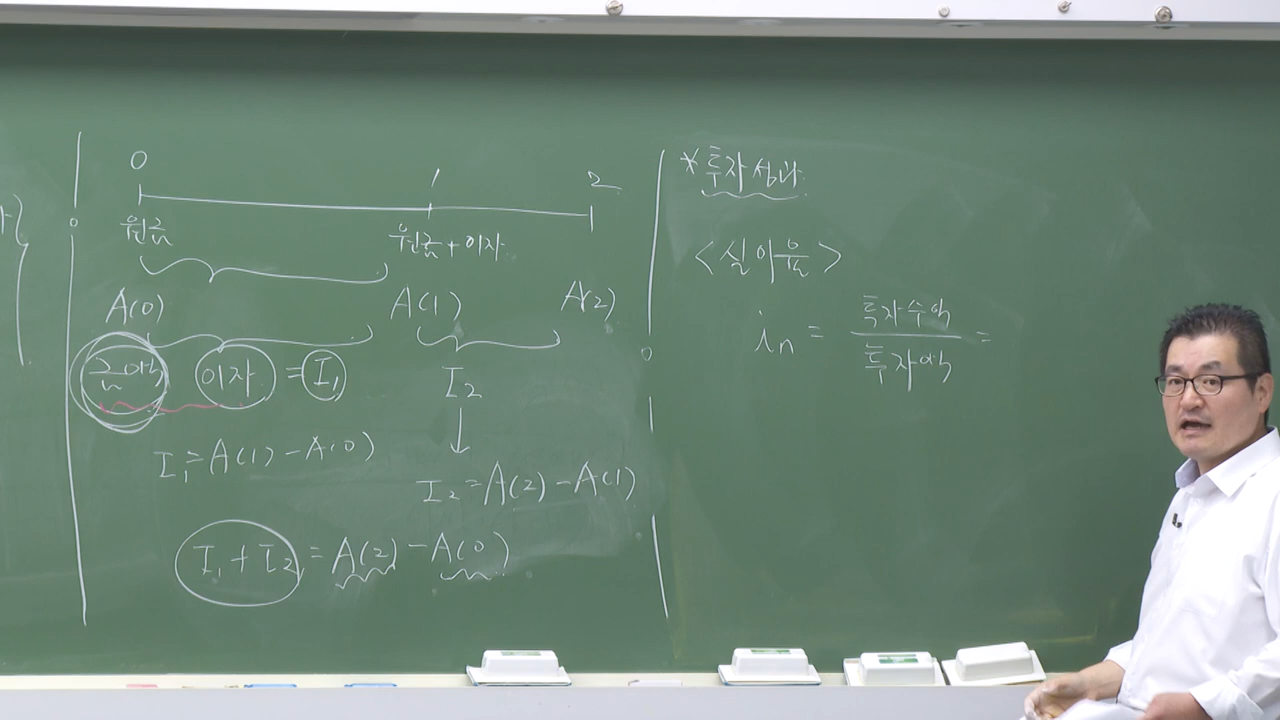 0 1 2
원금 원금+이자
A(0) A(1) A(2)
금액 이자 = I₁
I₂
I₁ = A(1) - A(0)
I₂ = A(2) - A(1)
I₁ + I₂ = A(2) - A(0)
*투자성과
<실이율>
iₙ = 투자수익 / 투자액 =